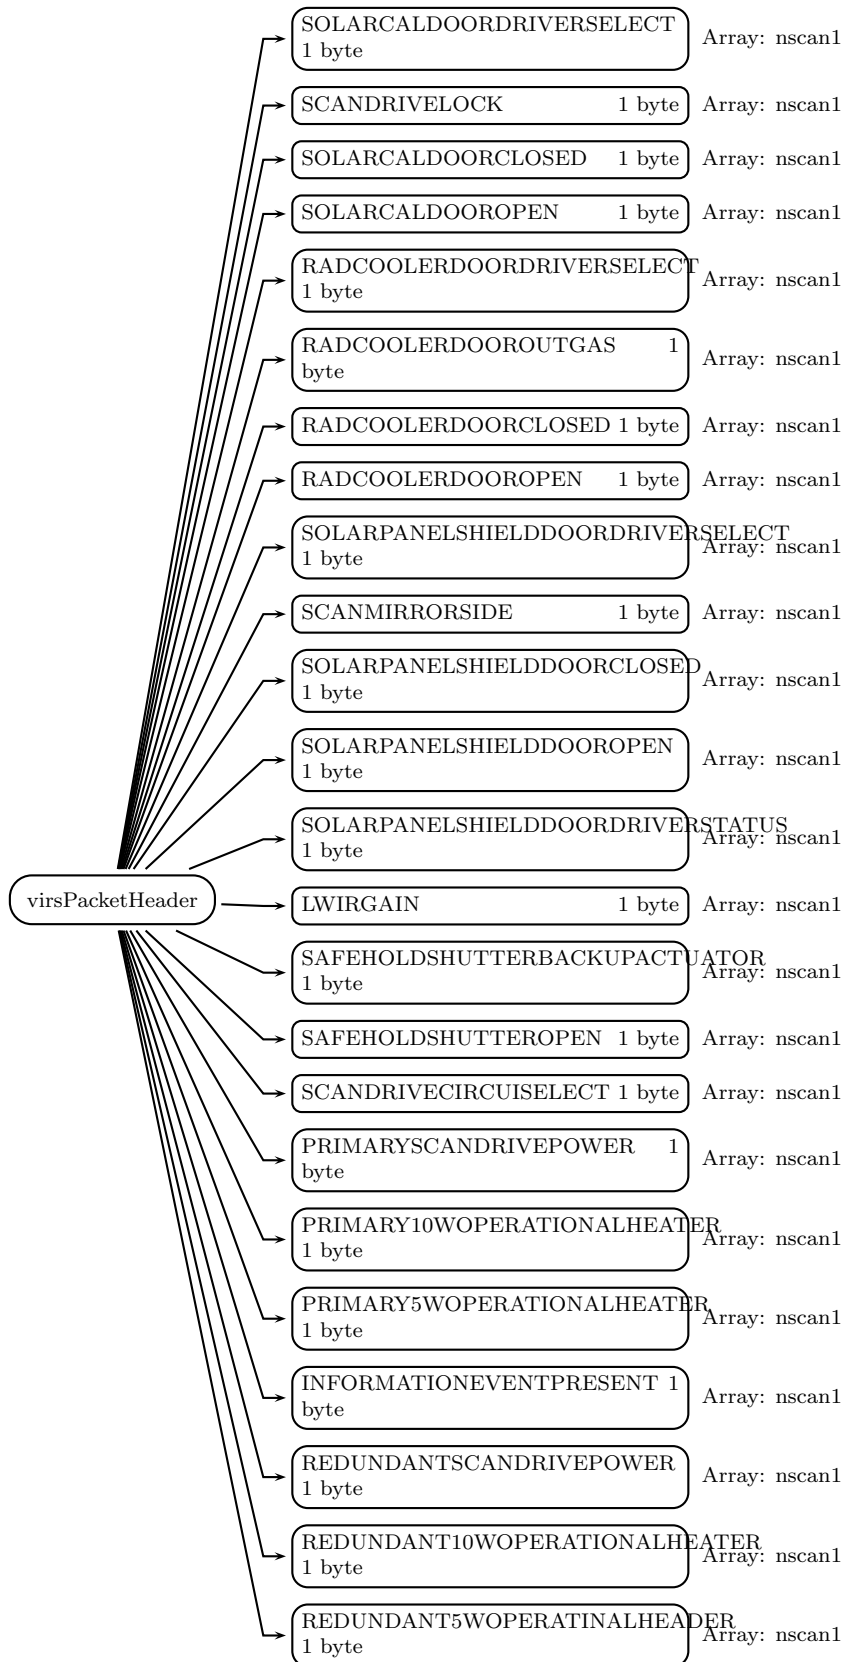 SOLARCALDOORDRIVERSELECT
1 byte
Array: nscan1
SCANDRIVELOCK 1 byte Array: nscan1
SOLARCALDOORCLOSED 1 byte Array: nscan1
SOLARCALDOOROPEN 1 byte Array: nscan1
RADCOOLERDOORDRIVERSELECT
1 byte
Array: nscan1
RADCOOLERDOOROUTGAS 1
byte
Array: nscan1
RADCOOLERDOORCLOSED 1 byte Array: nscan1
RADCOOLERDOOROPEN 1 byte Array: nscan1
SOLARPANELSHIELDDOORDRIVERSELECT
1 byte
Array: nscan1
SCANMIRRORSIDE 1 byte Array: nscan1
SOLARPANELSHIELDDOORCLOSED
1 byte
Array: nscan1
SOLARPANELSHIELDDOOROPEN
1 byte
Array: nscan1
SOLARPANELSHIELDDOORDRIVERSTATUS
1 byte
Array: nscan1
virsPacketHeader
LWIRGAIN 1 byte Array: nscan1
SAFEHOLDSHUTTERBACKUPACTUATOR
1 byte
Array: nscan1
SAFEHOLDSHUTTEROPEN 1 byte Array: nscan1
SCANDRIVECIRCUISELECT 1 byte Array: nscan1
PRIMARYSCANDRIVEPOWER 1
byte
Array: nscan1
PRIMARY10WOPERATIONALHEATER
1 byte
Array: nscan1
PRIMARY5WOPERATIONALHEATER
1 byte
Array: nscan1
INFORMATIONEVENTPRESENT 1
byte
Array: nscan1
REDUNDANTSCANDRIVEPOWER
1 byte
Array: nscan1
REDUNDANT10WOPERATIONALHEATER
1 byte
Array: nscan1
REDUNDANT5WOPERATINALHEADER
1 byte
Array: nscan1